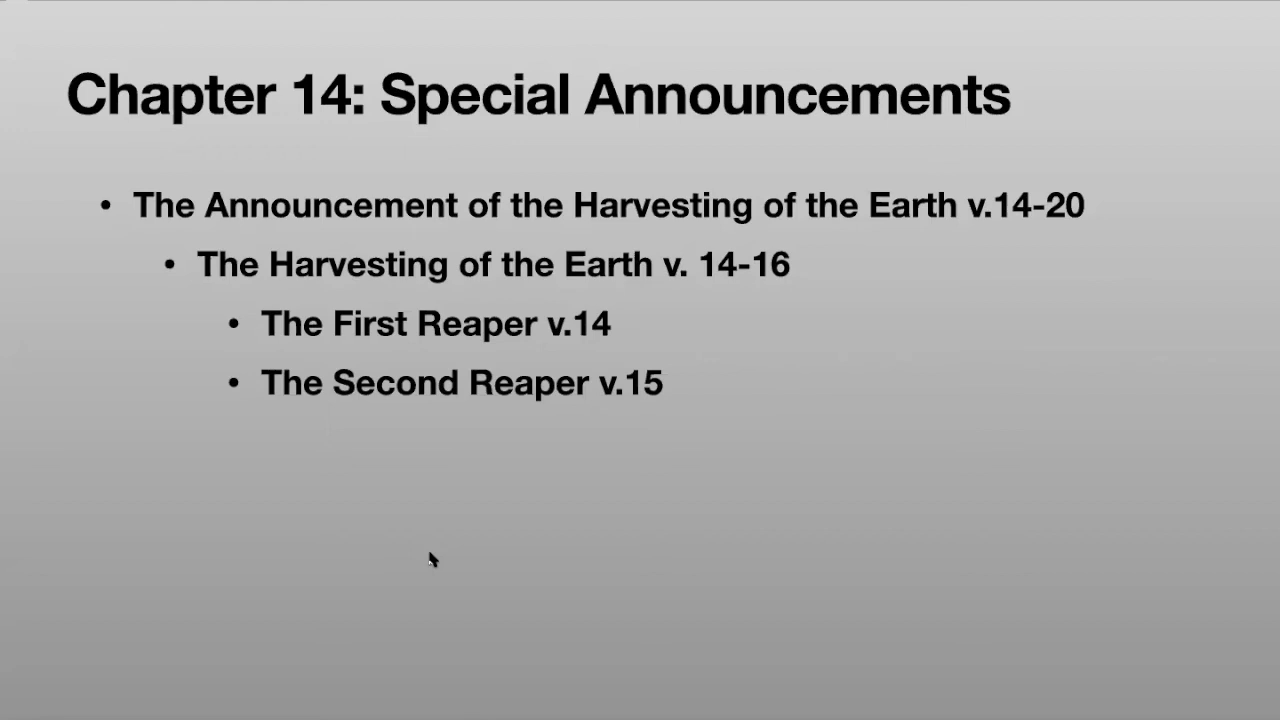 Chapter 14: Special Announcements
• The Announcement of the Harvesting of the Earth v.14-20
• The Harvesting of the Earth v. 14-16
• The First Reaper v.14
• The Second Reaper v.15